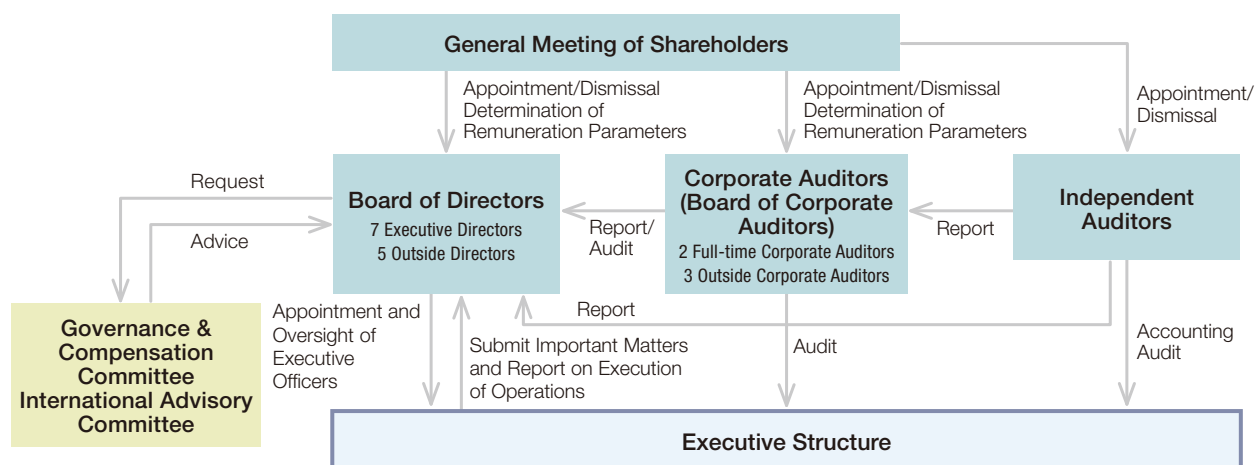 General Meeting of Shareholders
Appointment/Dismissal
Determination of
Remuneration Parameters
Appointment/Dismissal
Determination of
Remuneration Parameters
Appointment/
Dismissal
Request
Advice
Board of Directors
7 Executive Directors
5 Outside Directors
Report/
Audit
Corporate Auditors
(Board of Corporate
Auditors)
2 Full-time Corporate Auditors
3 Outside Corporate Auditors
Report
Independent
Auditors
Governance &
Compensation
Committee
International Advisory
Committee
Appointment and
Oversight of
Executive
Officers
Report
Submit Important Matters
and Report on Execution
of Operations
Audit
Accounting
Audit
Executive Structure